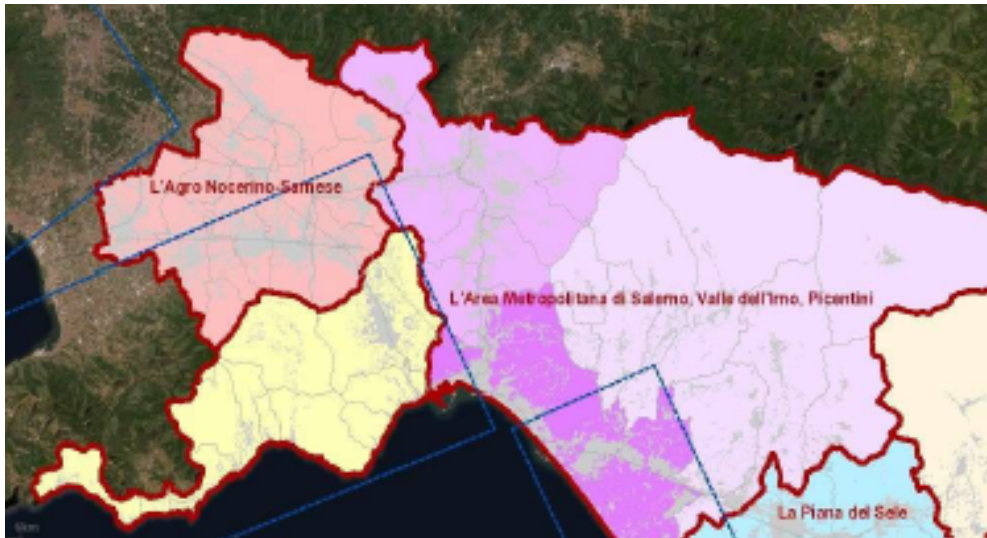 L'Agro Nocerino-Sarnese
L'Area Metropolitana di Salerno, Valle dell'Irno, Picentini
La Piana del Sele